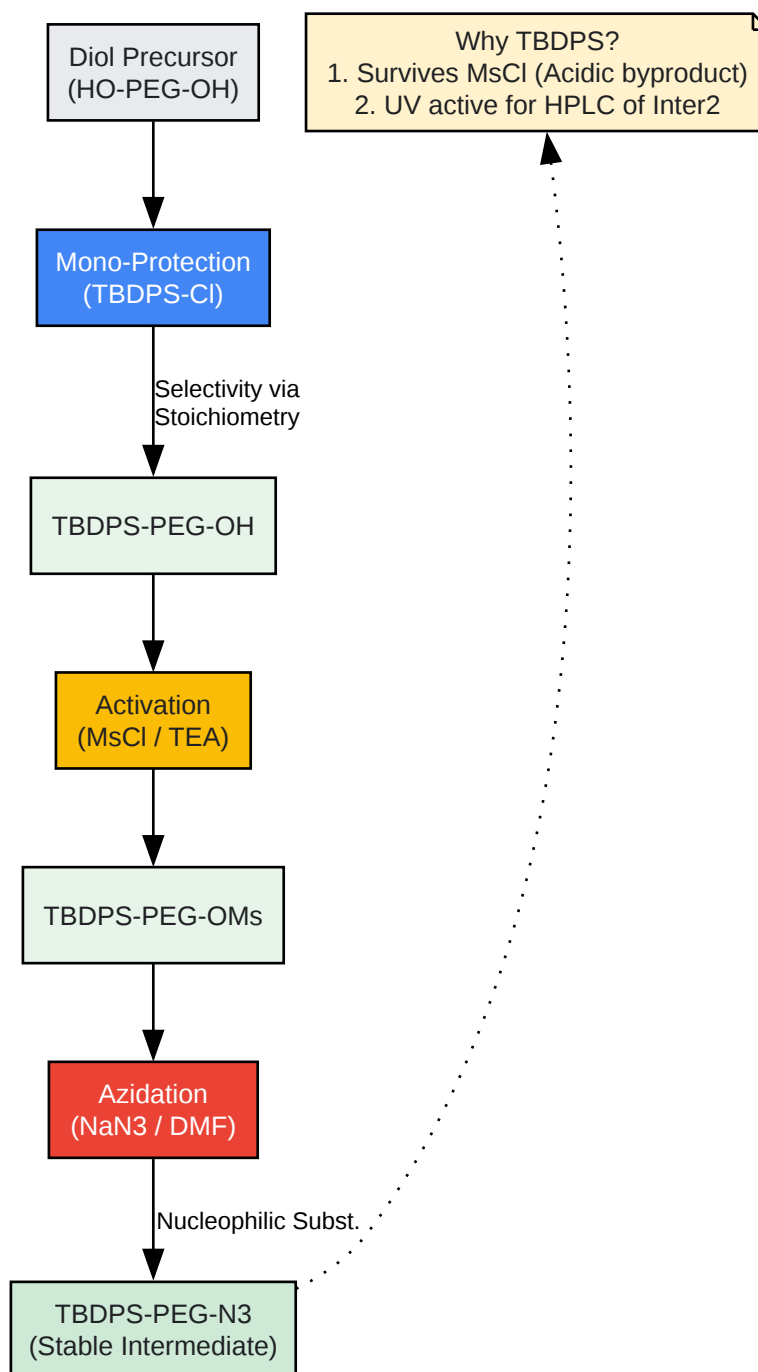 Diol Precursor
(HO-PEG-OH)
Why TBDPS?
1. Survives MsCl (Acidic byproduct)
2. UV active for HPLC of Inter2
Mono-Protection
(TBDPS-Cl)
Selectivity via
Stoichiometry
TBDPS-PEG-OH
Activation
(MsCl / TEA)
TBDPS-PEG-OMs
Azidation
(NaN3 / DMF)
Nucleophilic Subst.
TBDPS-PEG-N3
(Stable Intermediate)